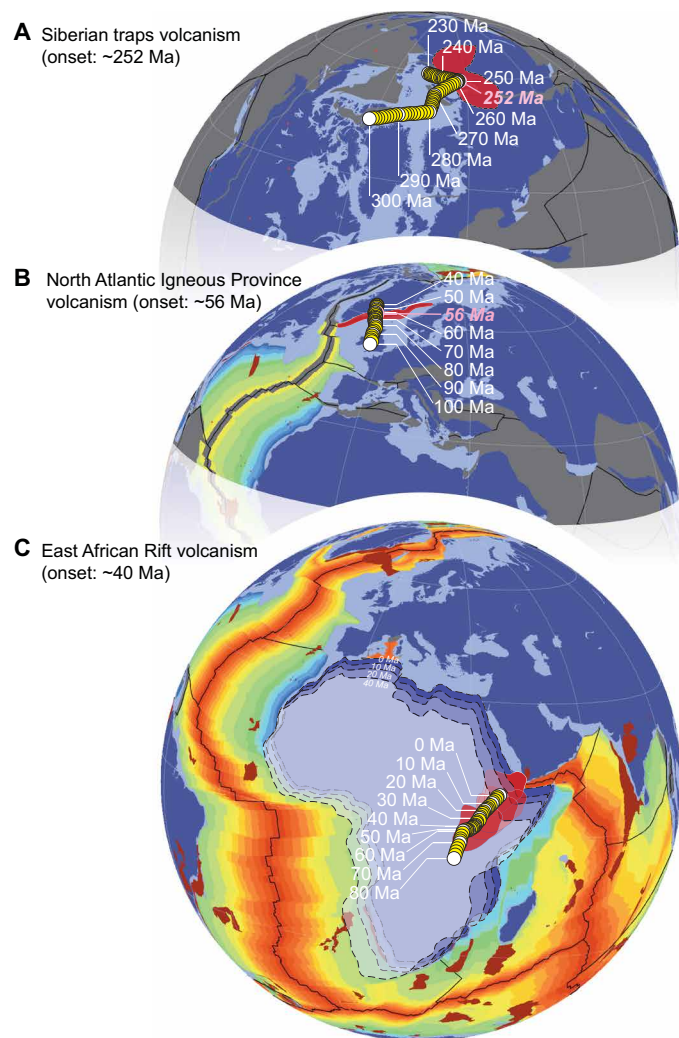 A Siberian traps volcanism
(onset: ~252 Ma)
230 Ma
240 Ma
250 Ma
252 Ma
260 Ma
270 Ma
280 Ma
290 Ma
300 Ma
B North Atlantic Igneous Province
volcanism (onset: ~56 Ma)
40 Ma
50 Ma
56 Ma
60 Ma
70 Ma
80 Ma
90 Ma
100 Ma
C East African Rift volcanism
(onset: ~40 Ma)
0 Ma
10 Ma
20 Ma
40 Ma
0 Ma
10 Ma
20 Ma
30 Ma
40 Ma
50 Ma
60 Ma
70 Ma
80 Ma